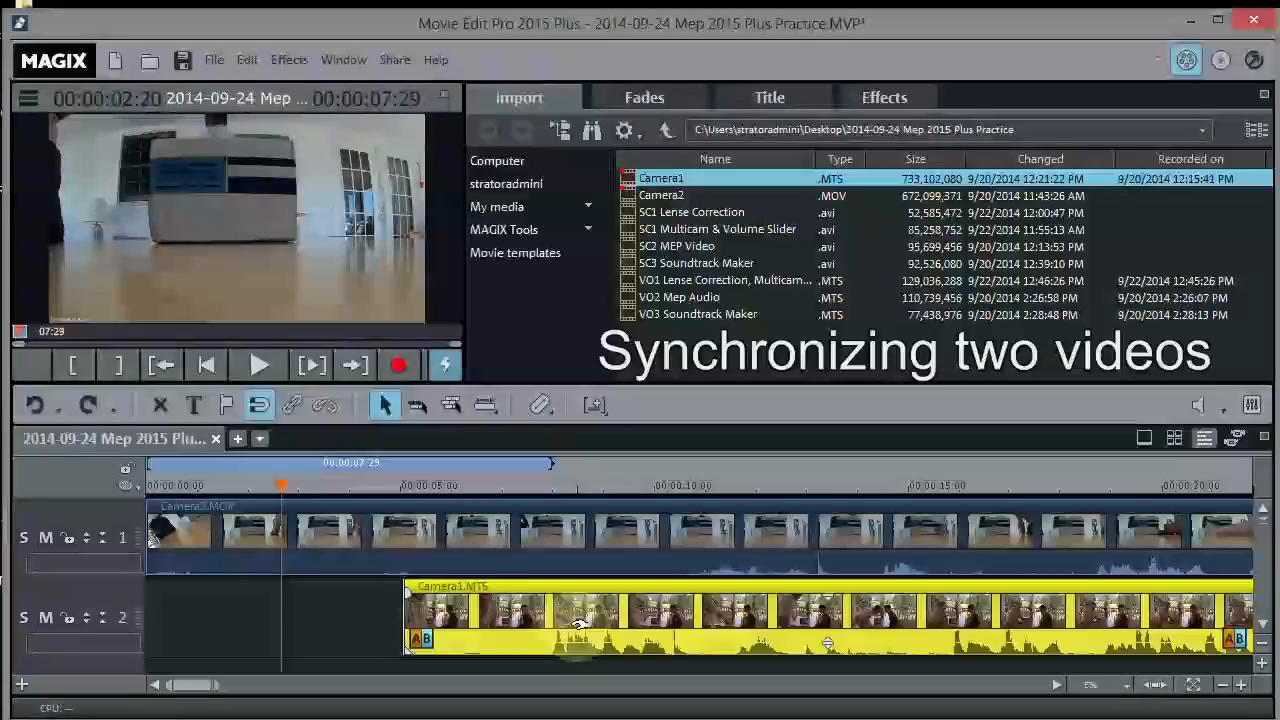 Movie Edit Pro 2015 Plus - 2014-09-24 Mep 2015 Plus Practice.MVP*
MAGIX File Edit Effects Window Share Help
00:00:02:20 2014-09-24 Mep ... 00:00:07:29
Import Fades Title Effects
C:\Users\stratoradmini\Desktop\2014-09-24 Mep 2015 Plus Practice
Name Type Size Changed Recorded on
Computer
stratoradmini
My media
MAGIX Tools
Movie templates
Camera1 .MTS 733,102,080 9/20/2014 12:21:22 PM 9/20/2014 12:15:41 PM
Camera2 .MOV 672,099,371 9/20/2014 11:43:26 AM
SC1 Lense Correction .avi 52,585,472 9/22/2014 12:00:47 PM
SC1 Multicam & Volume Slider .avi 85,258,752 9/22/2014 11:55:13 AM
SC2 MEP Video .avi 95,699,456 9/20/2014 12:13:53 PM
SC3 Soundtrack Maker .avi 92,526,080 9/20/2014 12:39:10 PM
VO1 Lense Correction, Multicam... .MTS 129,036,288 9/22/2014 12:46:26 PM 9/22/2014 12:45:26 PM
VO2 Mep Audio .MTS 110,739,456 9/20/2014 2:26:58 PM 9/20/2014 2:26:07 PM
VO3 Soundtrack Maker .MTS 77,438,976 9/20/2014 2:28:48 PM 9/20/2014 2:28:13 PM
07:29
Synchronizing two videos
2014-09-24 Mep 2015 Plu...
00:00:07:29
00:00:00:00 00:00:05:00 00:00:10:00 00:00:15:00 00:00:20:00
Camera2.MOV
S M 1
Camera1.MTS
S M 2
A B A B
6%
CPU: —